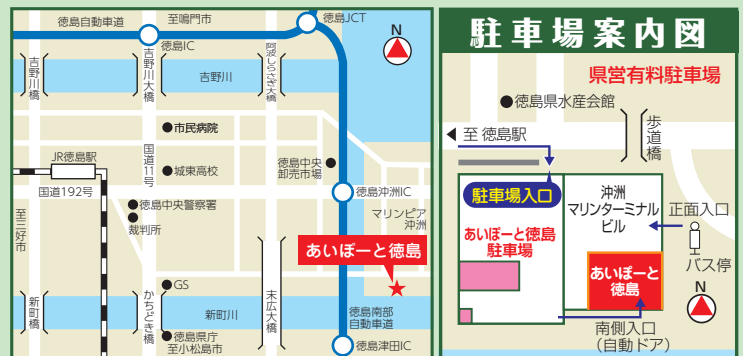 徳島自動車道
至鳴門市
徳島JCT
徳島IC
N
吉野川橋
吉野川大橋
吉野川
阿波しらさぎ大橋
市民病院
JR徳島駅
国道11号
城東高校
徳島中央
卸売市場
国道192号
徳島沖洲IC
徳島中央警察署
裁判所
マリンピア
沖洲
至三好市
あいぽーと徳島
GS
新町橋
かちどき橋
新町川
末広大橋
徳島南部
自動車道
徳島県庁
至小松島市
徳島津田IC
駐車場案内図
県営有料駐車場
徳島県水産会館
歩道橋
至 徳島駅
駐車場入口
沖洲
マリンターミナル
ビル
正面入口
あいぽーと徳島
駐車場
バス停
あいぽーと
徳島
N
南側入口
(自動ドア)